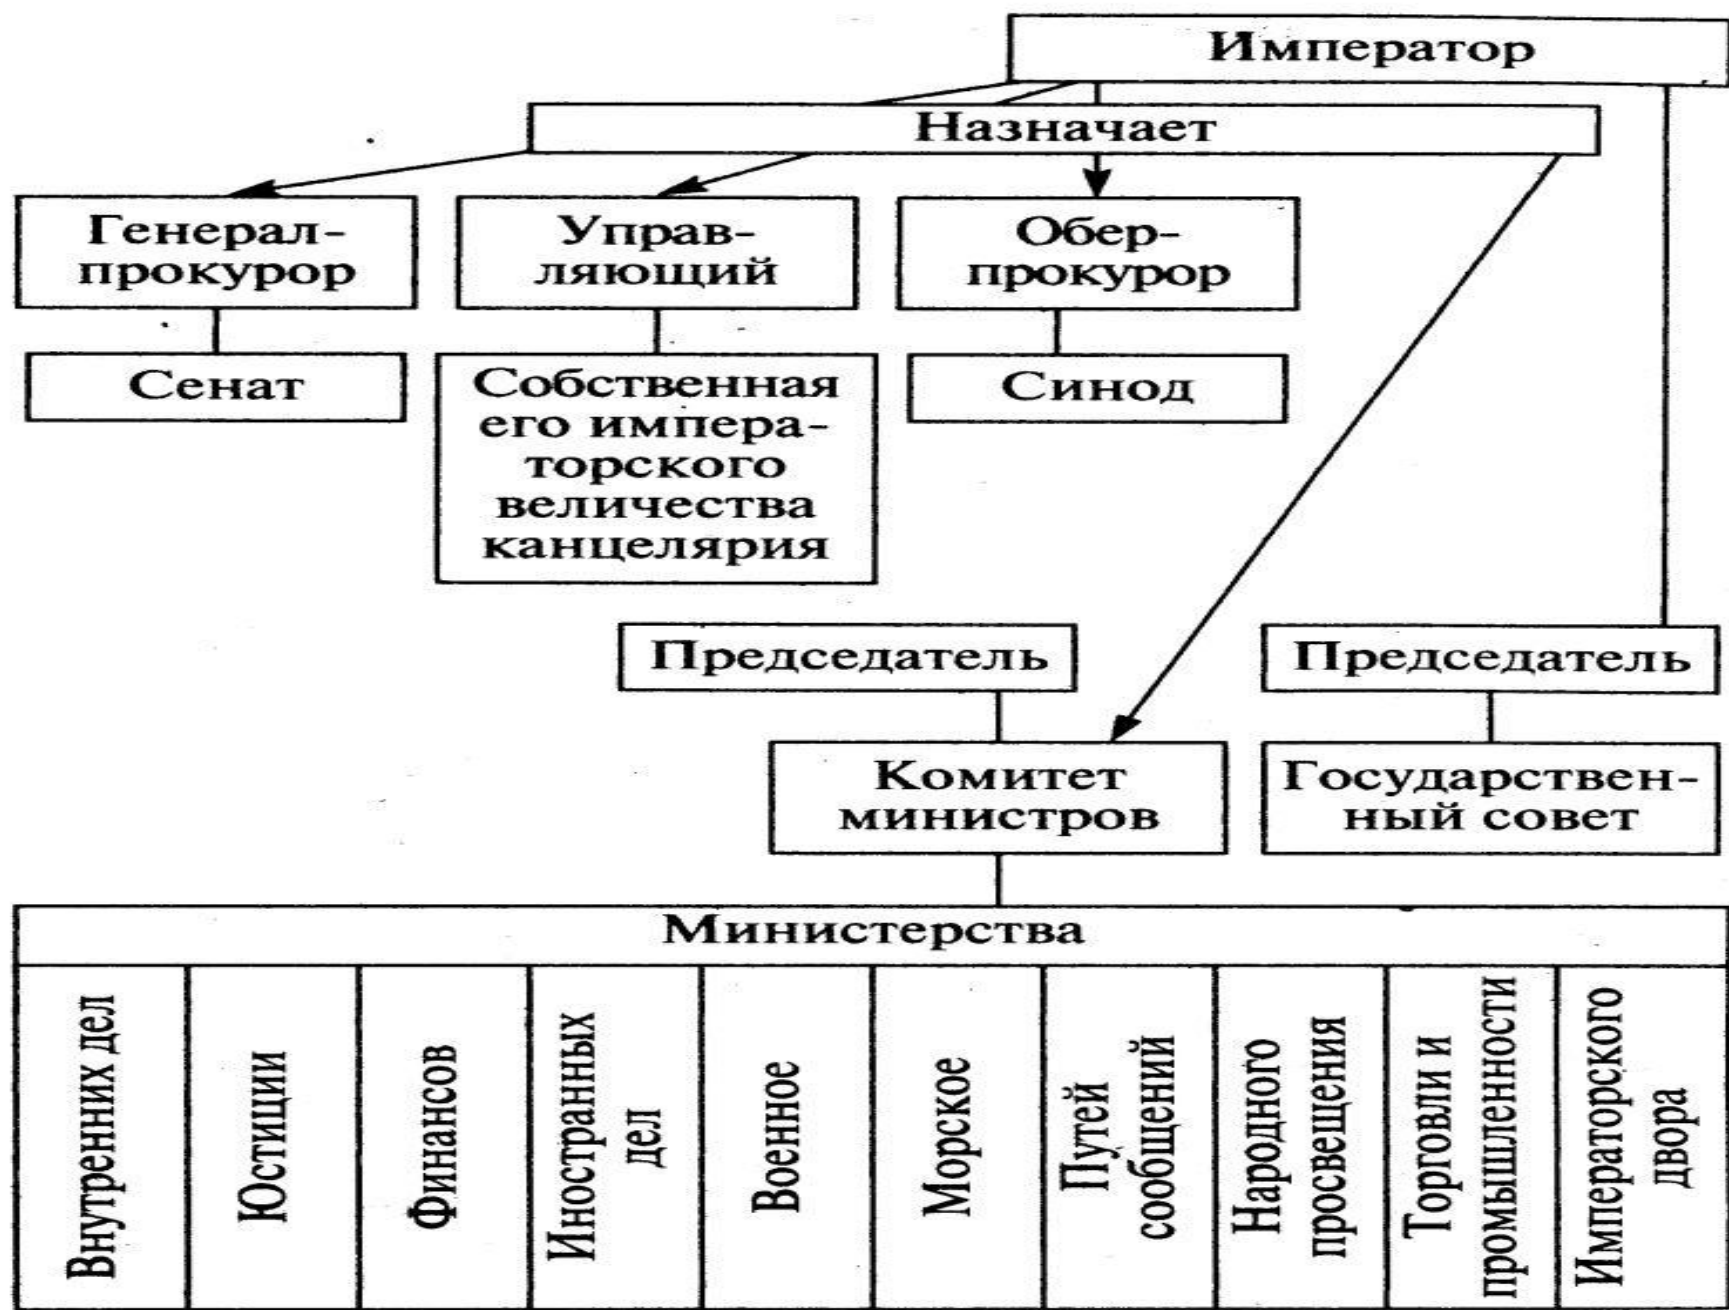 Император
Назначает
Генерал-
прокурор
Управ-
ляющий
Обер-
прокурор
Сенат
Собственная
его импера-
торского
величества
канцелярия
Синод
Председатель
Председатель
Комитет
министров
Государствен-
ный совет
Министерства
Внутренних дел
Юстиции
Финансов
Иностранных
дел
Военное
Морское
Путей
сообщений
Народного
просвещения
Торговли и
промышленности
Императорского
двора